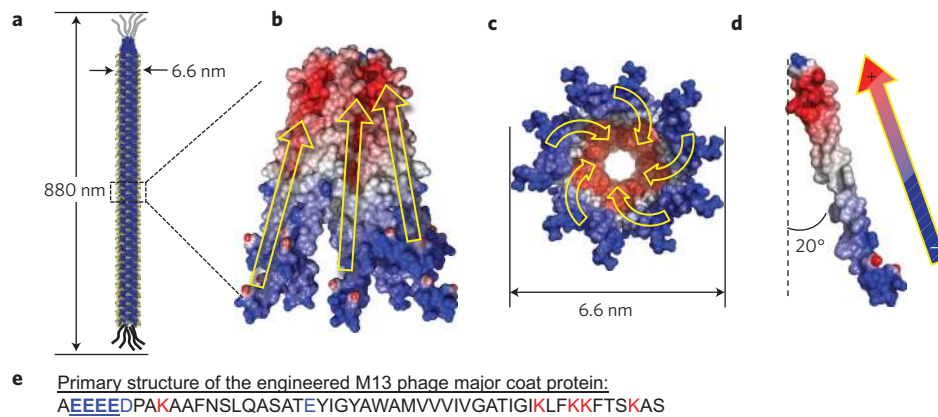 a
b
c
d
6.6 nm
880 nm
6.6 nm
20°
+
–
e
Primary structure of the engineered M13 phage major coat protein:
AEEEEDPAKAAFNSLQASATEYIGYAWAMVVVIVGATIGIKLFKKFTSKAS